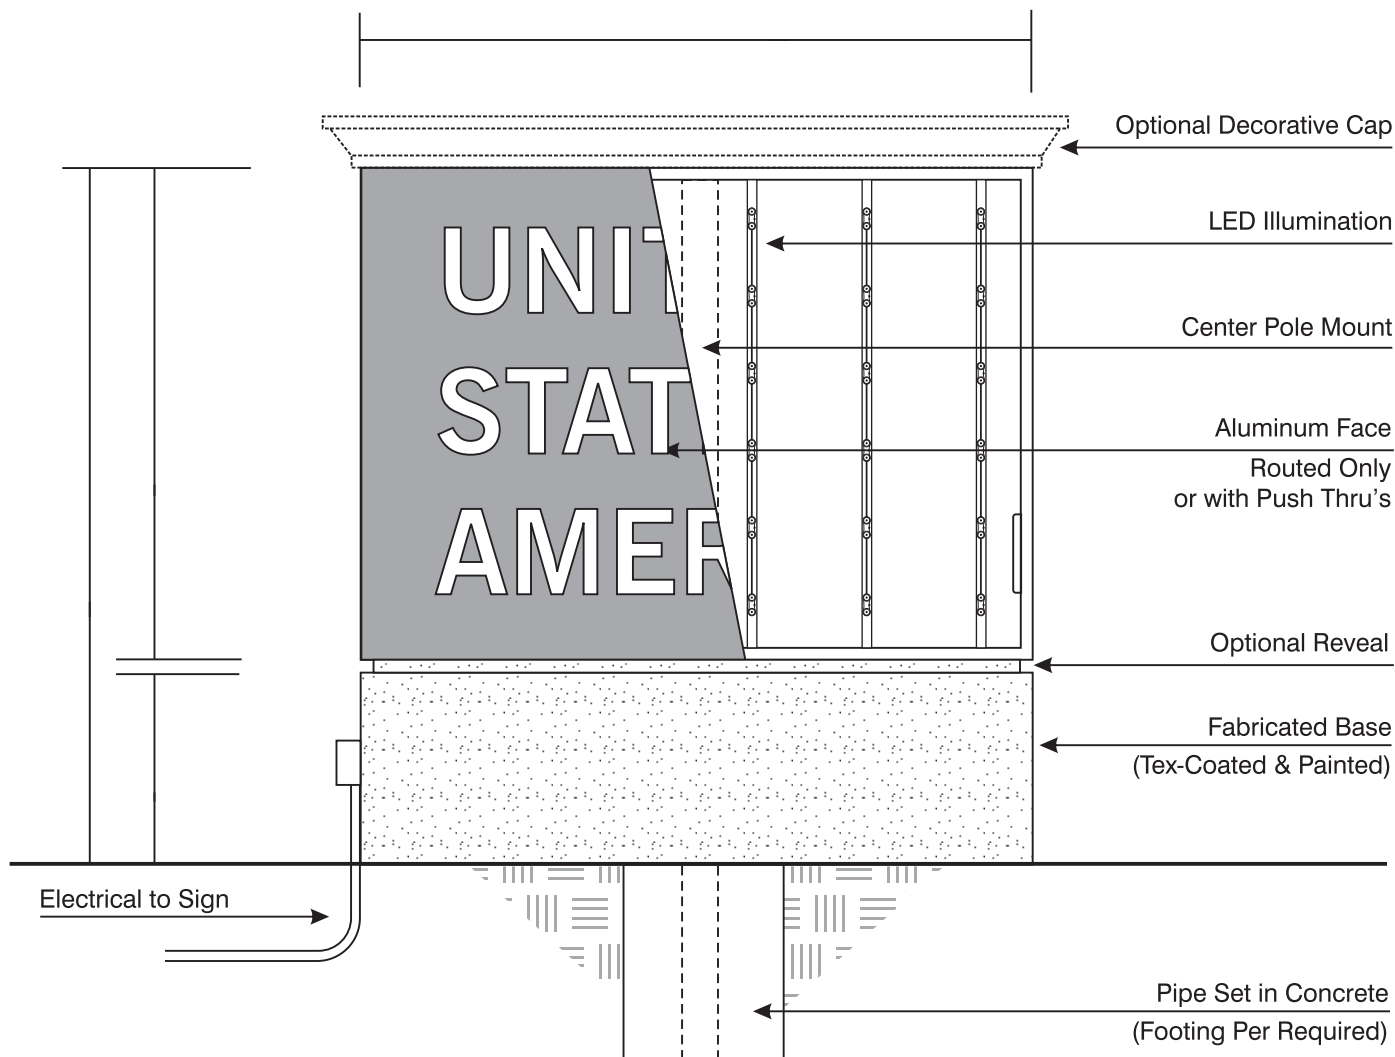 Optional Decorative Cap
LED Illumination
UNIT
Center Pole Mount
STAT
Aluminum Face
Routed Only
or with Push Thru's
AMER
Optional Reveal
Fabricated Base
(Tex-Coated & Painted)
Electrical to Sign
Pipe Set in Concrete
(Footing Per Required)